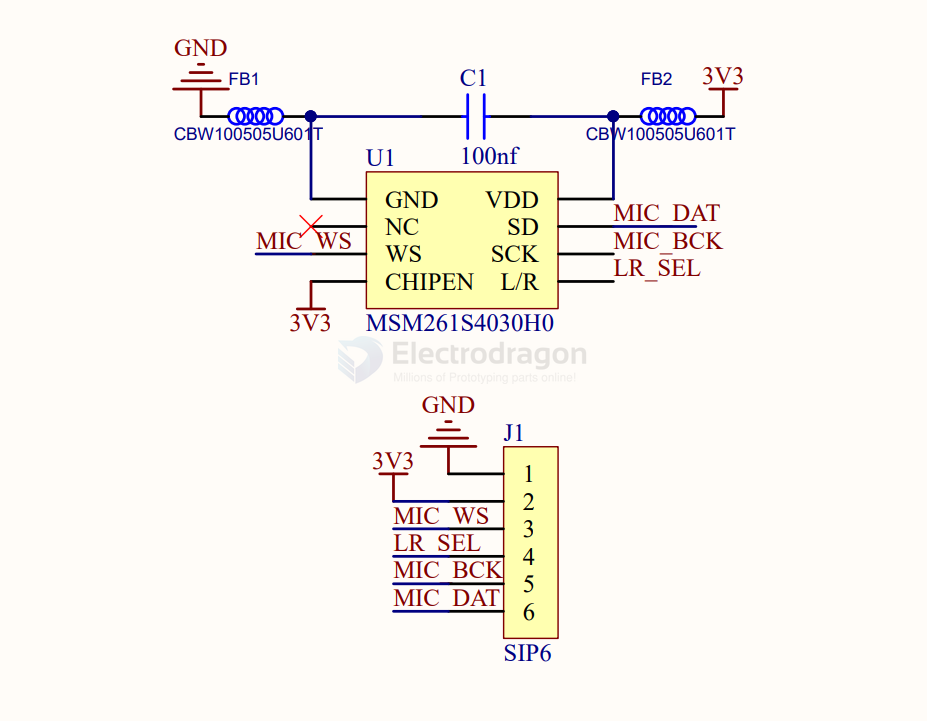 GND
FB1
C1
FB2
3V3
CBW100505U601T
CBW100505U601T
U1
100nf
GND
VDD
NC
SD
MIC_DAT
MIC_WS
WS
SCK
MIC_BCK
CHIPEN
L/R
LR_SEL
3V3
MSM261S4030H0
Electrodragon
Millions of Prototyping parts online!
GND
J1
3V3
1
2
MIC_WS
3
LR_SEL
4
MIC_BCK
5
MIC_DAT
6
SIP6